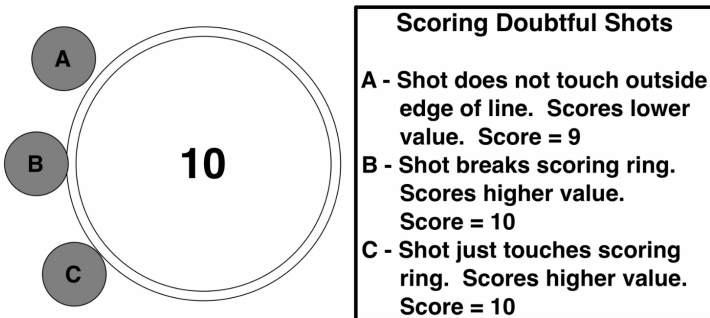 A
B
C
10
Scoring Doubtful Shots
A - Shot does not touch outside
edge of line. Scores lower
value. Score = 9
B - Shot breaks scoring ring.
Scores higher value.
Score = 10
C - Shot just touches scoring
ring. Scores higher value.
Score = 10